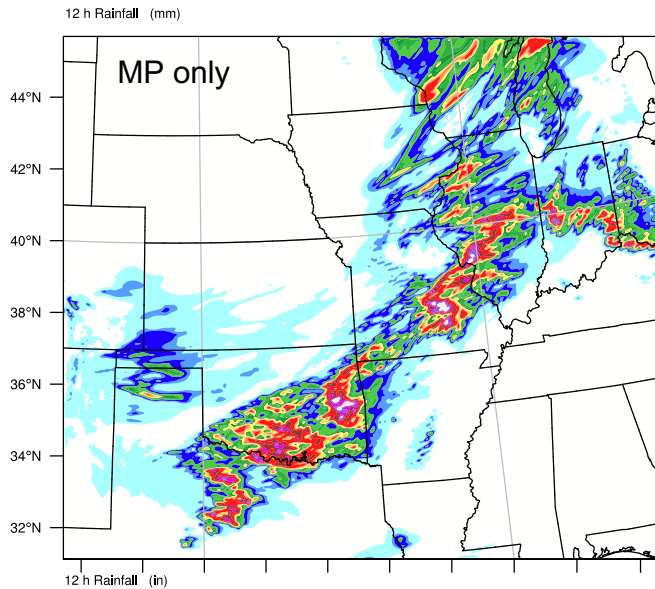 12 h Rainfall (mm)
MP only
44°N
42°N
40°N
38°N
36°N
34°N
32°N
12 h Rainfall (in)